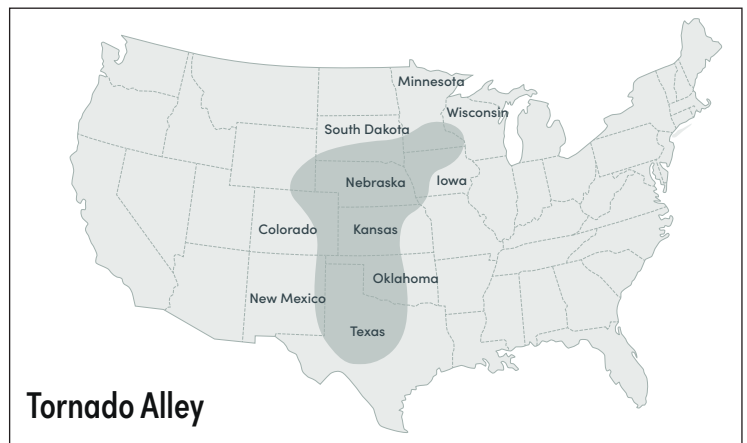 Minnesota
Wisconsin
South Dakota
Nebraska
Iowa
Colorado
Kansas
Oklahoma
New Mexico
Texas
Tornado Alley